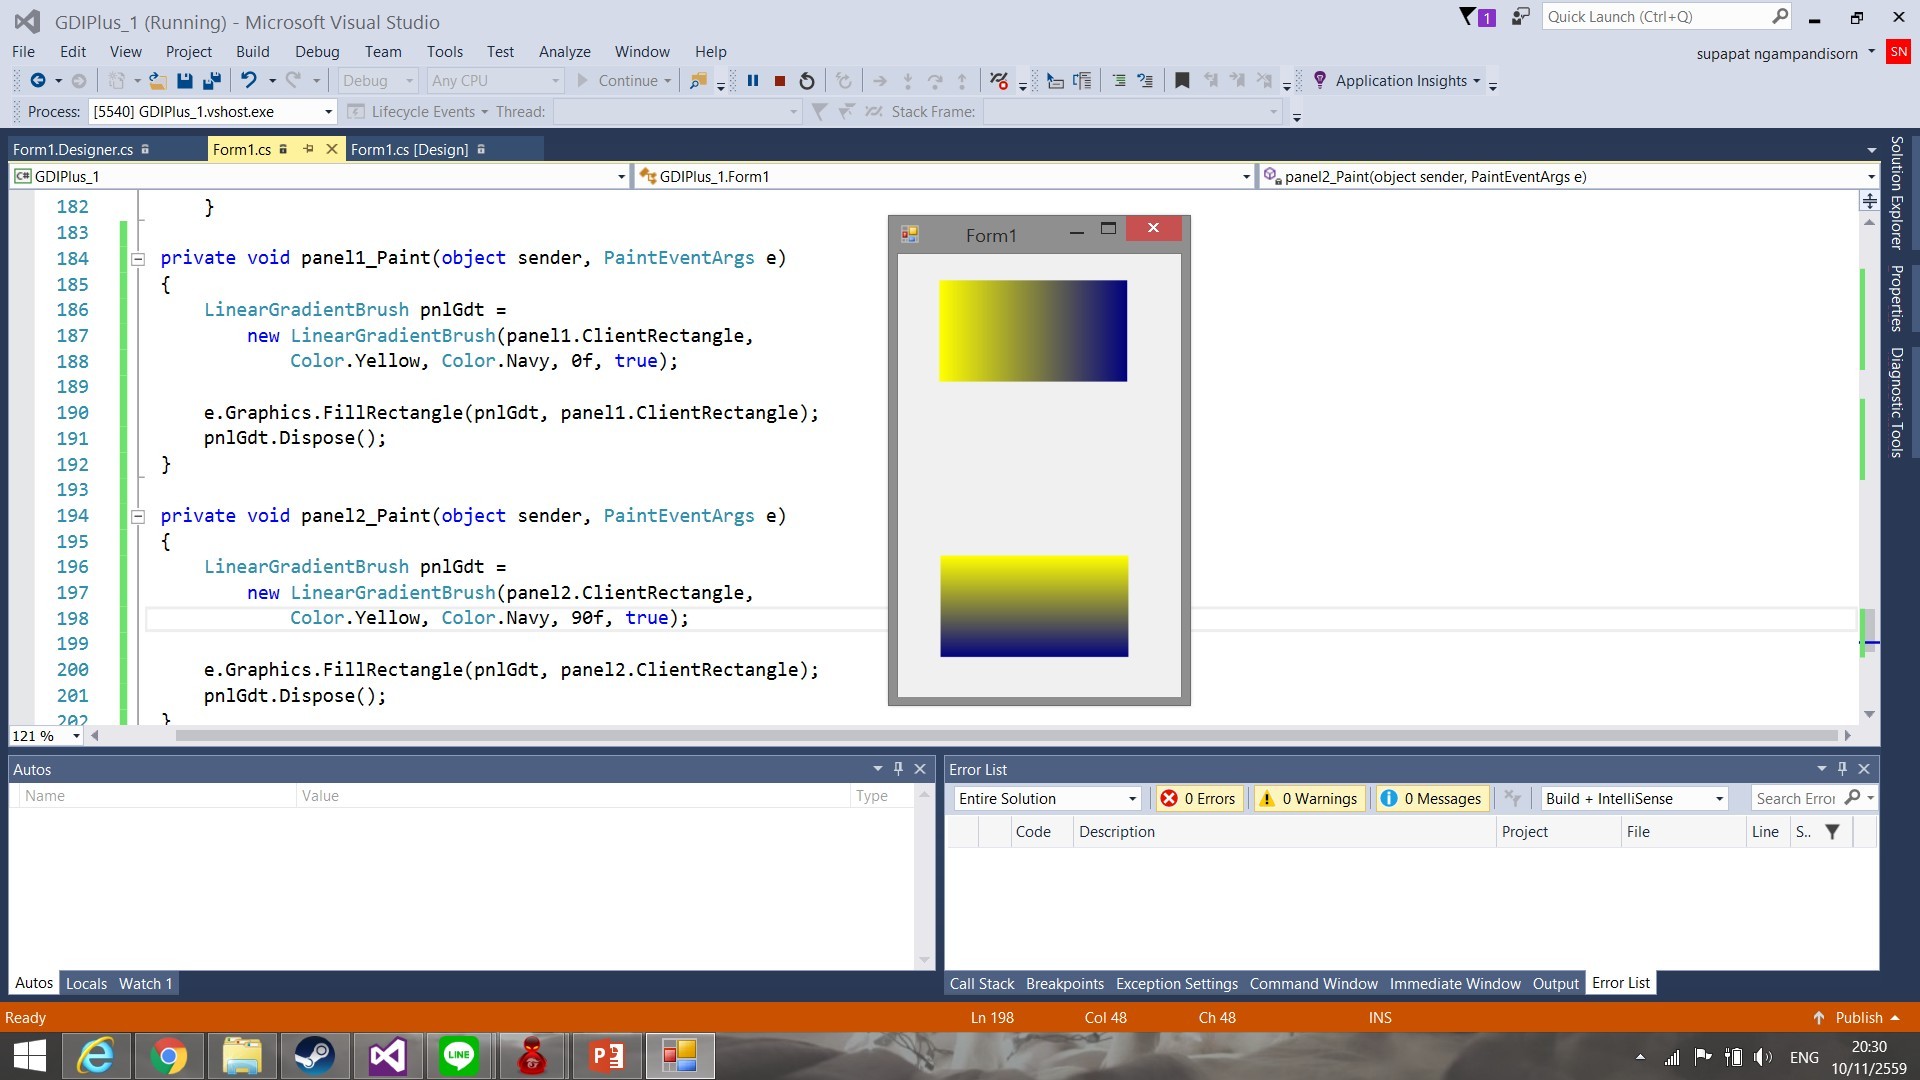 GDIPlus_1 (Running) - Microsoft Visual Studio
1
Quick Launch (Ctrl+Q)
File Edit View Project Build Debug Team Tools Test Analyze Window Help
supapat ngampandisorn SN
Debug Any CPU Continue Application Insights
Process: [5540] GDIPlus_1.vshost.exe Lifecycle Events Thread: Stack Frame:
Form1.Designer.cs Form1.cs Form1.cs [Design]
C# GDIPlus_1 GDIPlus_1.Form1 panel2_Paint(object sender, PaintEventArgs e)
182 }
183
184 private void panel1_Paint(object sender, PaintEventArgs e)
185 {
186 LinearGradientBrush pnlGdt =
187 new LinearGradientBrush(panel1.ClientRectangle,
188 Color.Yellow, Color.Navy, 0f, true);
189
190 e.Graphics.FillRectangle(pnlGdt, panel1.ClientRectangle);
191 pnlGdt.Dispose();
192 }
193
194 private void panel2_Paint(object sender, PaintEventArgs e)
195 {
196 LinearGradientBrush pnlGdt =
197 new LinearGradientBrush(panel2.ClientRectangle,
198 Color.Yellow, Color.Navy, 90f, true);
199
200 e.Graphics.FillRectangle(pnlGdt, panel2.ClientRectangle);
201 pnlGdt.Dispose();
202 }
Form1
Solution Explorer
Properties
Diagnostic Tools
121 %
Autos
Name Value Type
Autos Locals Watch 1
Error List
Entire Solution 0 Errors 0 Warnings 0 Messages Build + IntelliSense Search Error
Code Description Project File Line S..
Call Stack Breakpoints Exception Settings Command Window Immediate Window Output Error List
Ready Ln 198 Col 48 Ch 48 INS Publish
LINE
P
ENG
20:30
10/11/2559